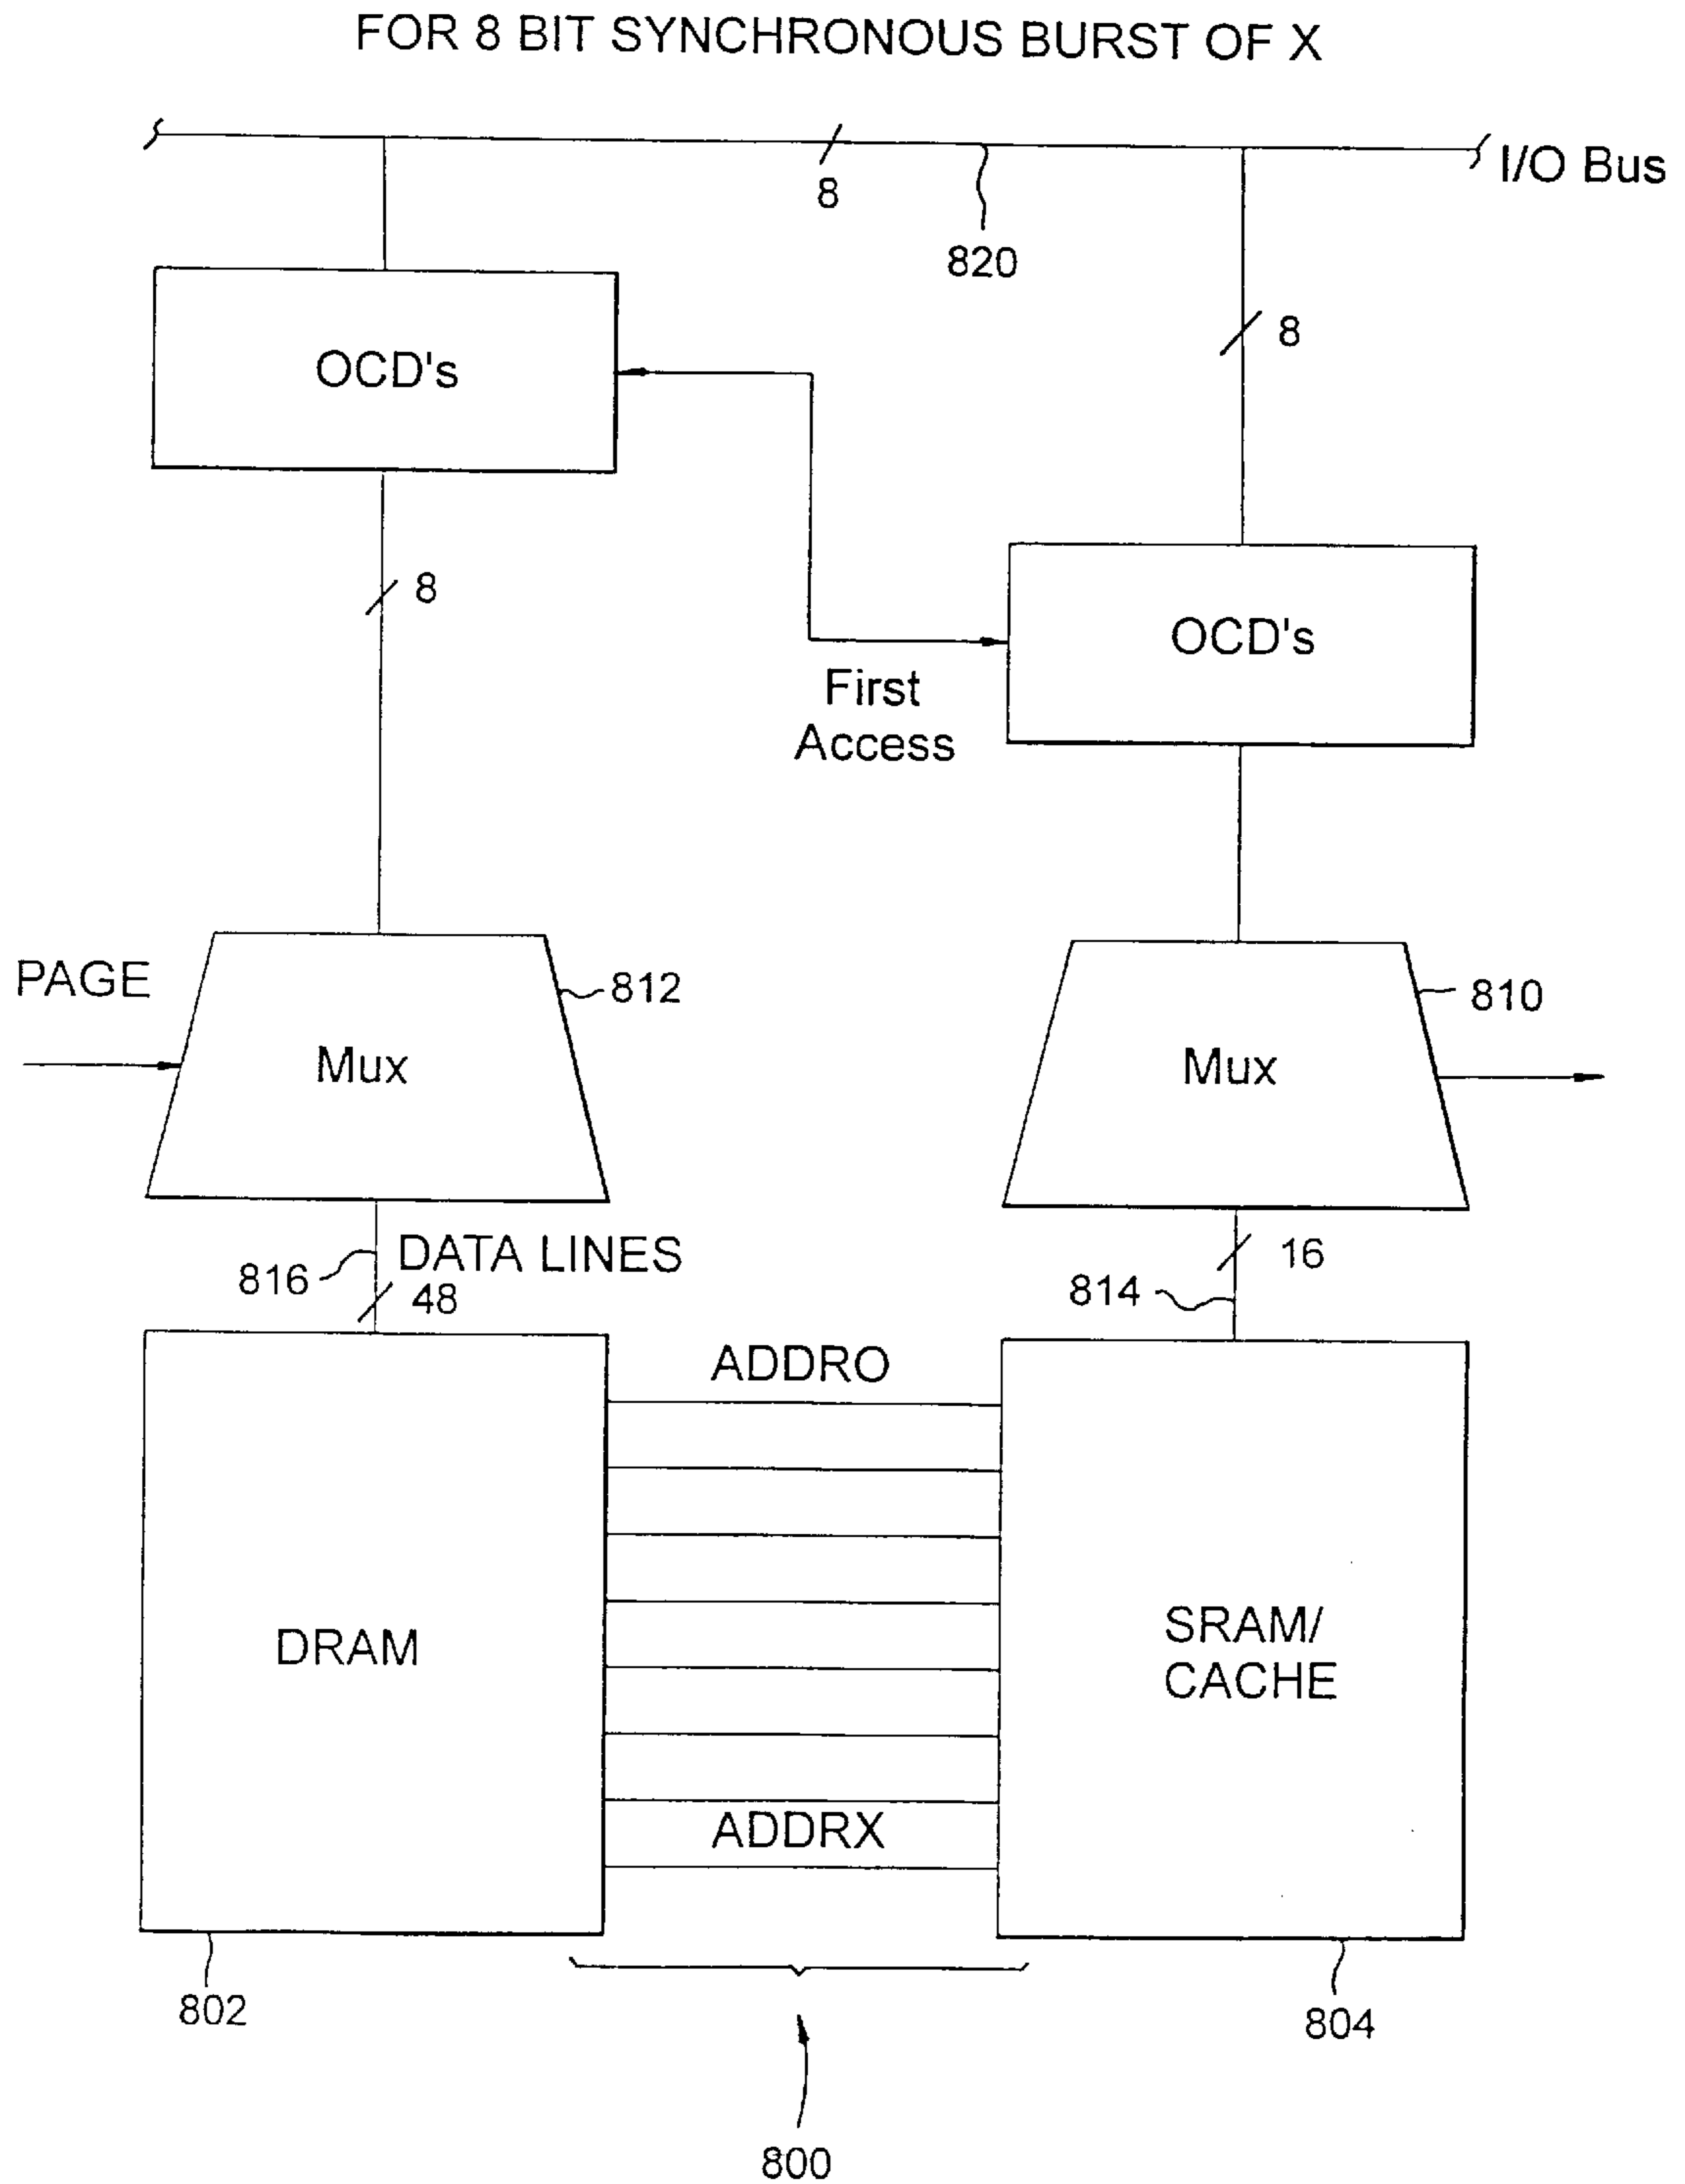 FOR 8 BIT SYNCHRONOUS BURST OF X
I/O Bus
8
820
8
OCD's
8
OCD's
First
Access
PAGE
812
810
Mux
Mux
DATA LINES
816
48
16
814
ADDRO
DRAM
SRAM/
CACHE
ADDRX
802
804
800